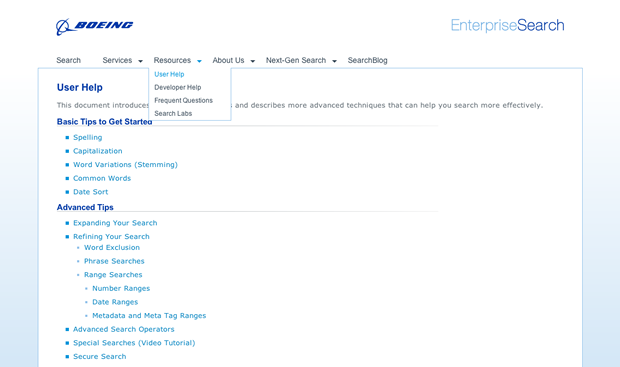 BOEING
EnterpriseSearch
Search Services Resources About Us Next-Gen Search SearchBlog
User Help
Developer Help
Frequent Questions
Search Labs
User Help
This document introduces s and describes more advanced techniques that can help you search more effectively.
Basic Tips to Get Started
Spelling
Capitalization
Word Variations (Stemming)
Common Words
Date Sort
Advanced Tips
Expanding Your Search
Refining Your Search
Word Exclusion
Phrase Searches
Range Searches
Number Ranges
Date Ranges
Metadata and Meta Tag Ranges
Advanced Search Operators
Special Searches (Video Tutorial)
Secure Search